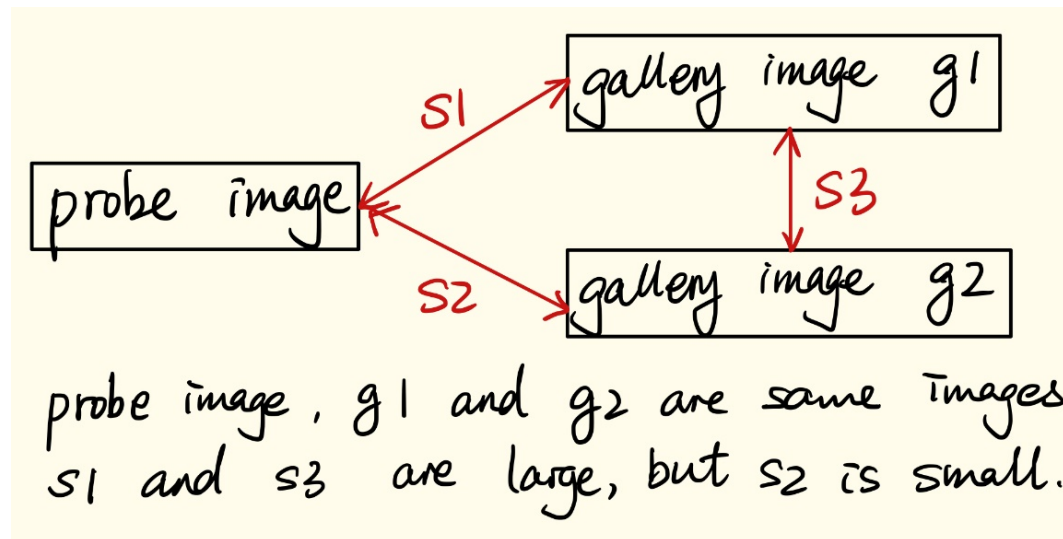 gallery image g1
s1
probe image
s3
s2
gallery image g2
probe image, g1 and g2 are same images
s1 and s3 are large, but s2 is small.